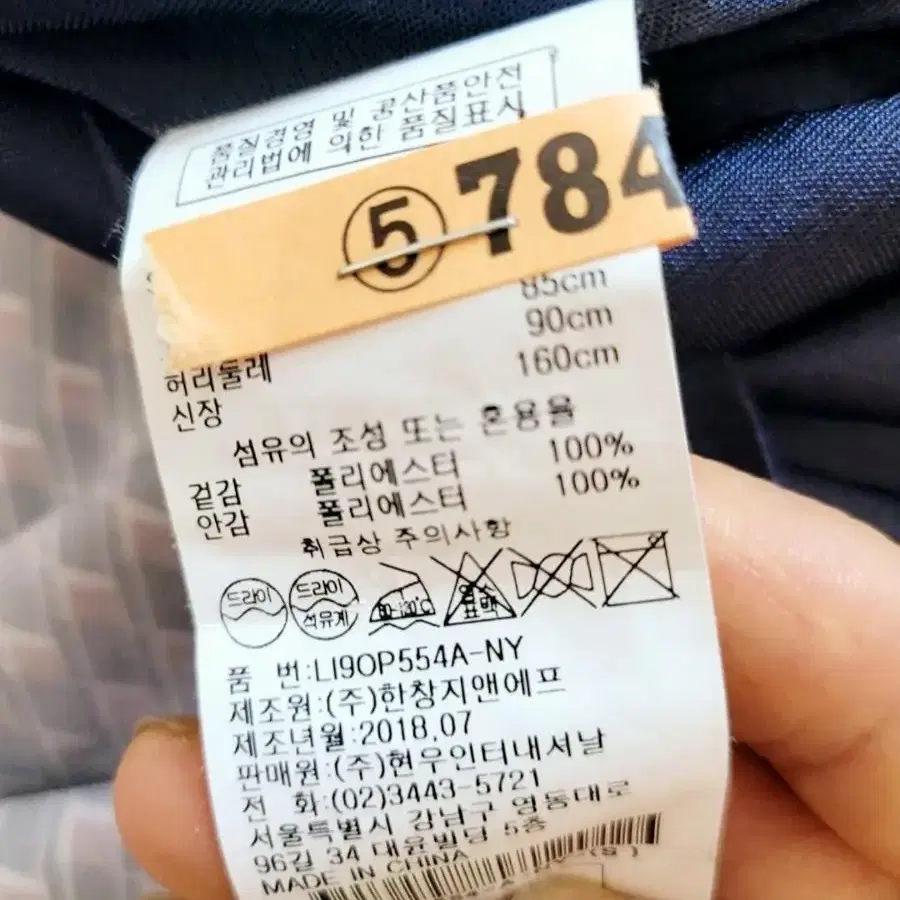 품질경영 및 공산품안전
관리법에 의한 품질표시
⑤784
85cm
90cm
허리둘레 160cm
신장
섬유의 조성 또는 혼용율
겉감 폴리에스터 100%
안감 폴리에스터 100%
취급상 주의사항
드라이 드라이 석유계 80-120℃ 염소 표백
품 번:LI9OP554A-NY
제조원:(주)한창지앤에프
제조년월:2018.07
판매원:(주)현우인터내셔날
전 화:(02)3443-5721
서울특별시 강남구 영동대로
96길 34 대윤빌딩 5층
MADE IN CHINA